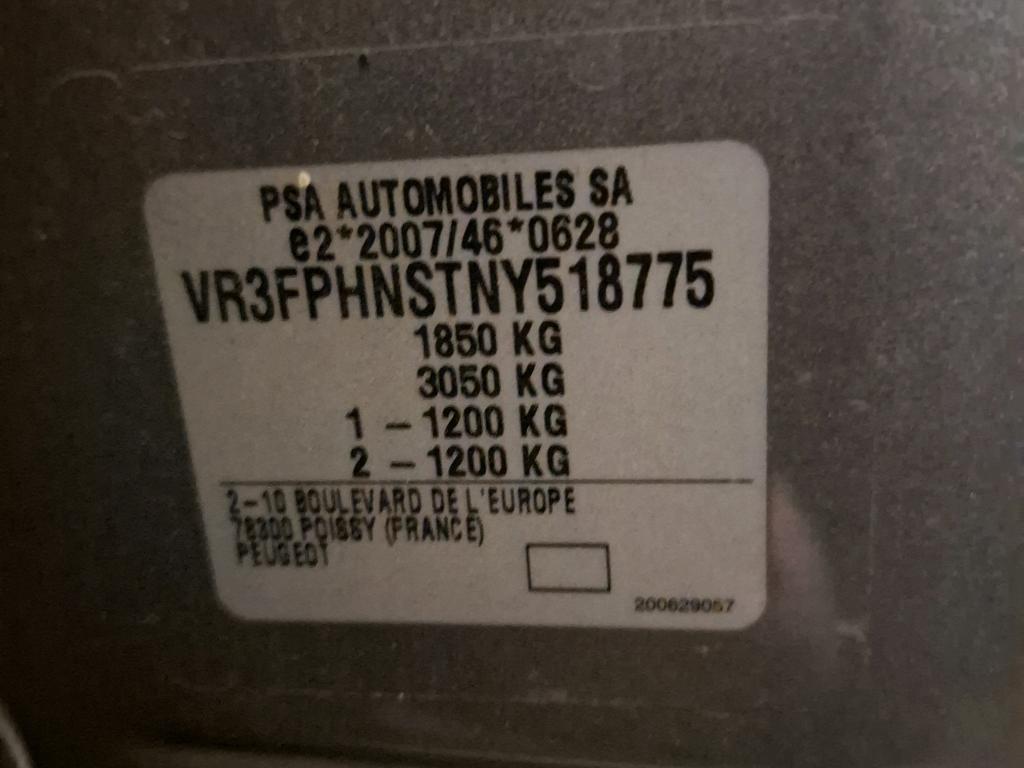 PSA AUTOMOBILES SA
e2*2007/46*0628
VR3FPHNSTNY518775
1850 KG
3050 KG
1 - 1200 KG
2 - 1200 KG
2-10 BOULEVARD DE L'EUROPE
78300 POISSY (FRANCE)
PEUGEOT
200629057